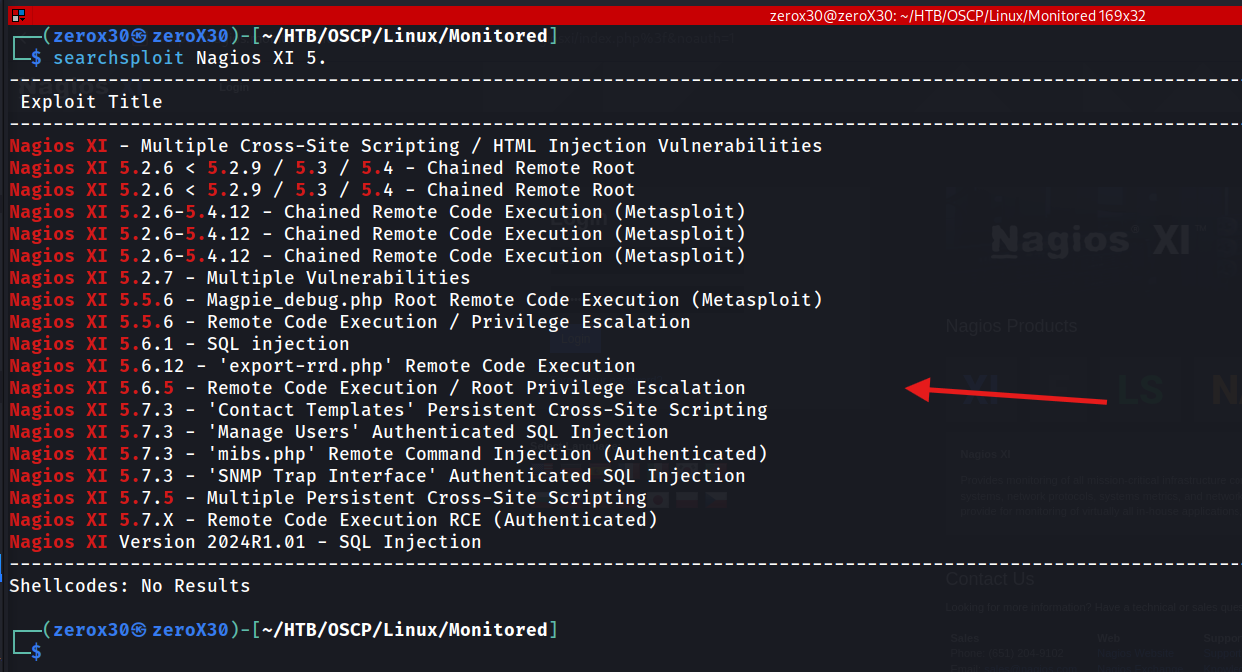 zerox30@zeroX30: ~/HTB/OSCP/Linux/Monitored 169x32
┌──(zerox30㉿zeroX30)-[~/HTB/OSCP/Linux/Monitored]
└─$ searchsploit Nagios XI 5.
Login
Exploit Title
Nagios XI - Multiple Cross-Site Scripting / HTML Injection Vulnerabilities
Nagios XI 5.2.6 < 5.2.9 / 5.3 / 5.4 - Chained Remote Root
Nagios XI 5.2.6 < 5.2.9 / 5.3 / 5.4 - Chained Remote Root
Nagios XI 5.2.6-5.4.12 - Chained Remote Code Execution (Metasploit)
Nagios XI 5.2.6-5.4.12 - Chained Remote Code Execution (Metasploit)
Nagios XI 5.2.6-5.4.12 - Chained Remote Code Execution (Metasploit)
Nagios XI 5.2.7 - Multiple Vulnerabilities
Nagios XI 5.5.6 - Magpie_debug.php Root Remote Code Execution (Metasploit)
Nagios XI 5.5.6 - Remote Code Execution / Privilege Escalation
Nagios XI 5.6.1 - SQL injection
Nagios XI 5.6.12 - 'export-rrd.php' Remote Code Execution
Nagios XI 5.6.5 - Remote Code Execution / Root Privilege Escalation
Nagios XI 5.7.3 - 'Contact Templates' Persistent Cross-Site Scripting
Nagios XI 5.7.3 - 'Manage Users' Authenticated SQL Injection
Nagios XI 5.7.3 - 'mibs.php' Remote Command Injection (Authenticated)
Nagios XI 5.7.3 - 'SNMP Trap Interface' Authenticated SQL Injection
Nagios XI 5.7.5 - Multiple Persistent Cross-Site Scripting
Nagios XI 5.7.X - Remote Code Execution RCE (Authenticated)
Nagios XI Version 2024R1.01 - SQL Injection
Shellcodes: No Results
┌──(zerox30㉿zeroX30)-[~/HTB/OSCP/Linux/Monitored]
└─$
Nagios XI
Nagios Products
LS
Nagios XI
Contact Us
Sales
Web